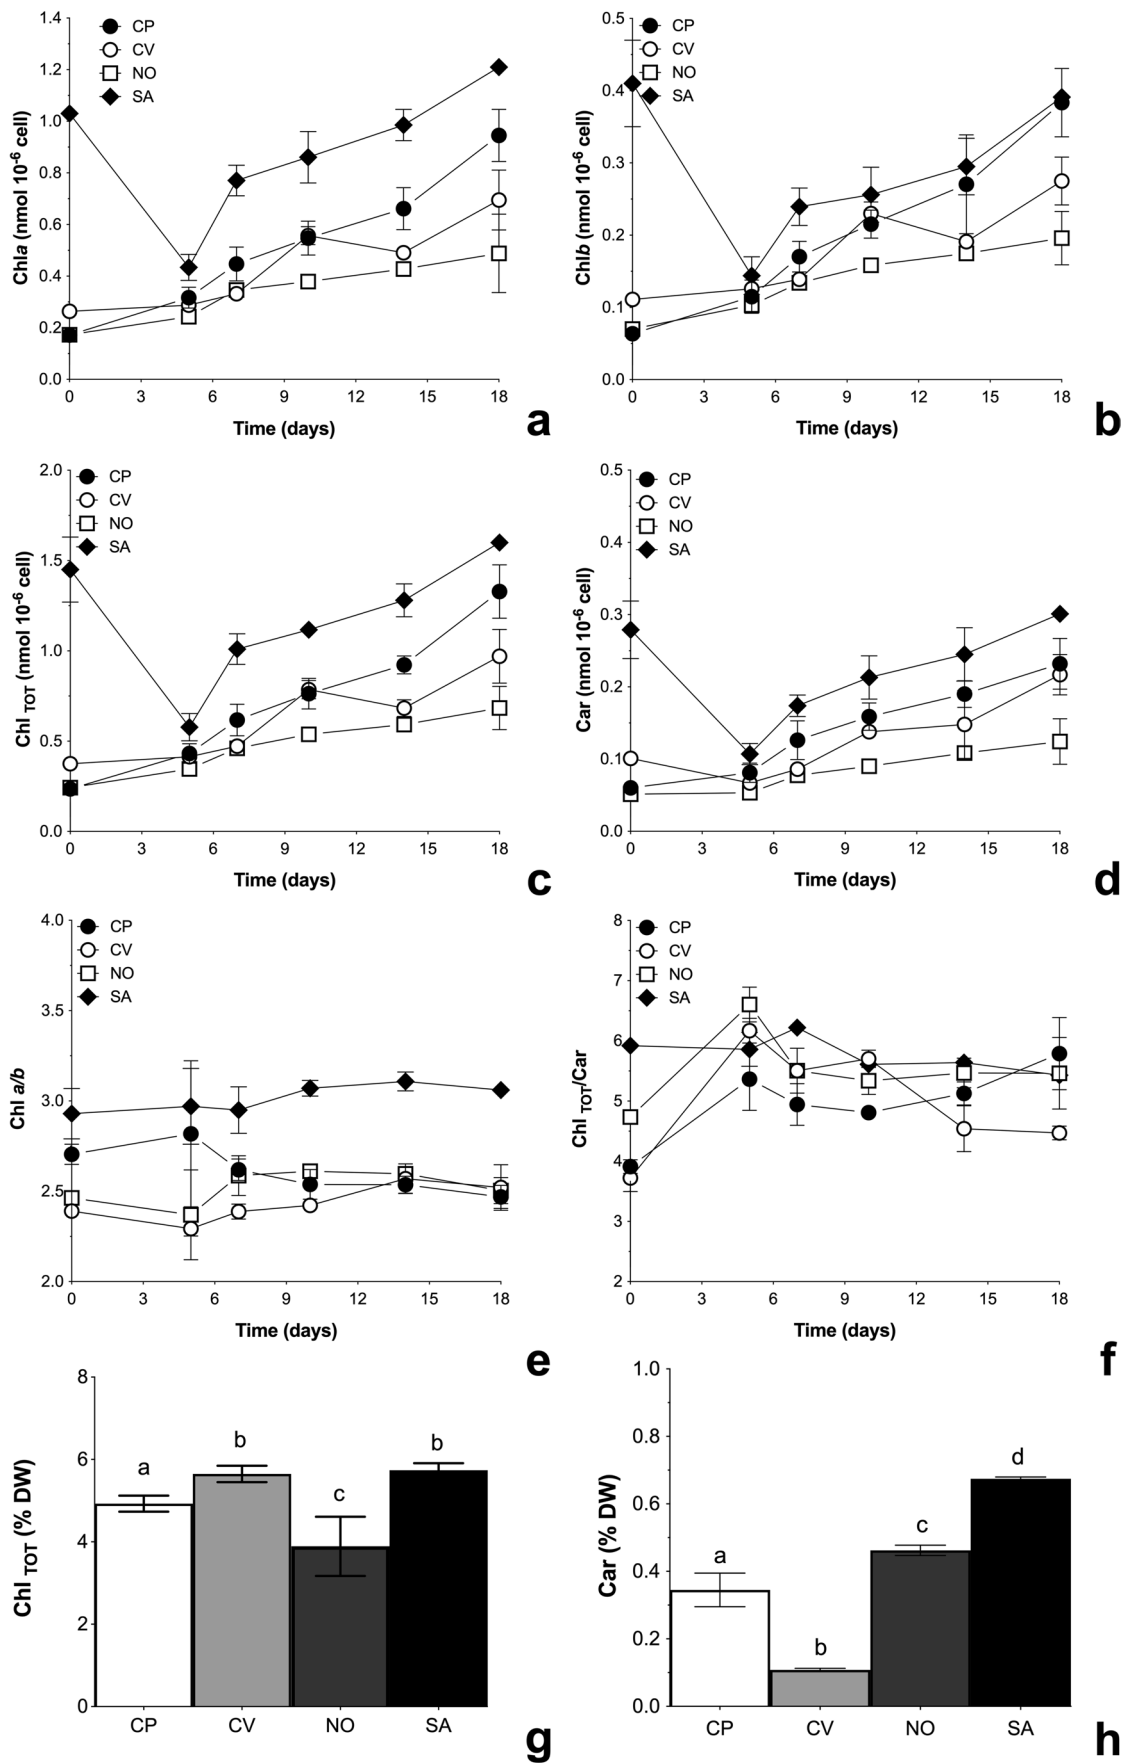 1.4
1.2
1.0
0.8
0.6
0.4
0.2
0.0
Chla (nmol 10-6 cell)
CP
CV
NO
SA
0 3 6 9 12 15 18
Time (days)
a
0.5
0.4
0.3
0.2
0.1
0.0
Chlb (nmol 10-6 cell)
CP
CV
NO
SA
0 3 6 9 12 15 18
Time (days)
b
2.0
1.5
1.0
0.5
0.0
Chl TOT (nmol 10-6 cell)
CP
CV
NO
SA
0 3 6 9 12 15 18
Time (days)
c
0.5
0.4
0.3
0.2
0.1
0.0
Car (nmol 10-6 cell)
CP
CV
NO
SA
0 3 6 9 12 15 18
Time (days)
d
4.0
3.5
3.0
2.5
2.0
Chl a/b
CP
CV
NO
SA
0 3 6 9 12 15 18
Time (days)
e
8
7
6
5
4
3
2
Chl TOT/Car
CP
CV
NO
SA
0 3 6 9 12 15 18
Time (days)
f
8
6
4
2
0
Chl TOT (% DW)
a
b
c
b
CP CV NO SA
g
1.0
0.8
0.6
0.4
0.2
0.0
Car (% DW)
a
b
c
d
CP CV NO SA
h